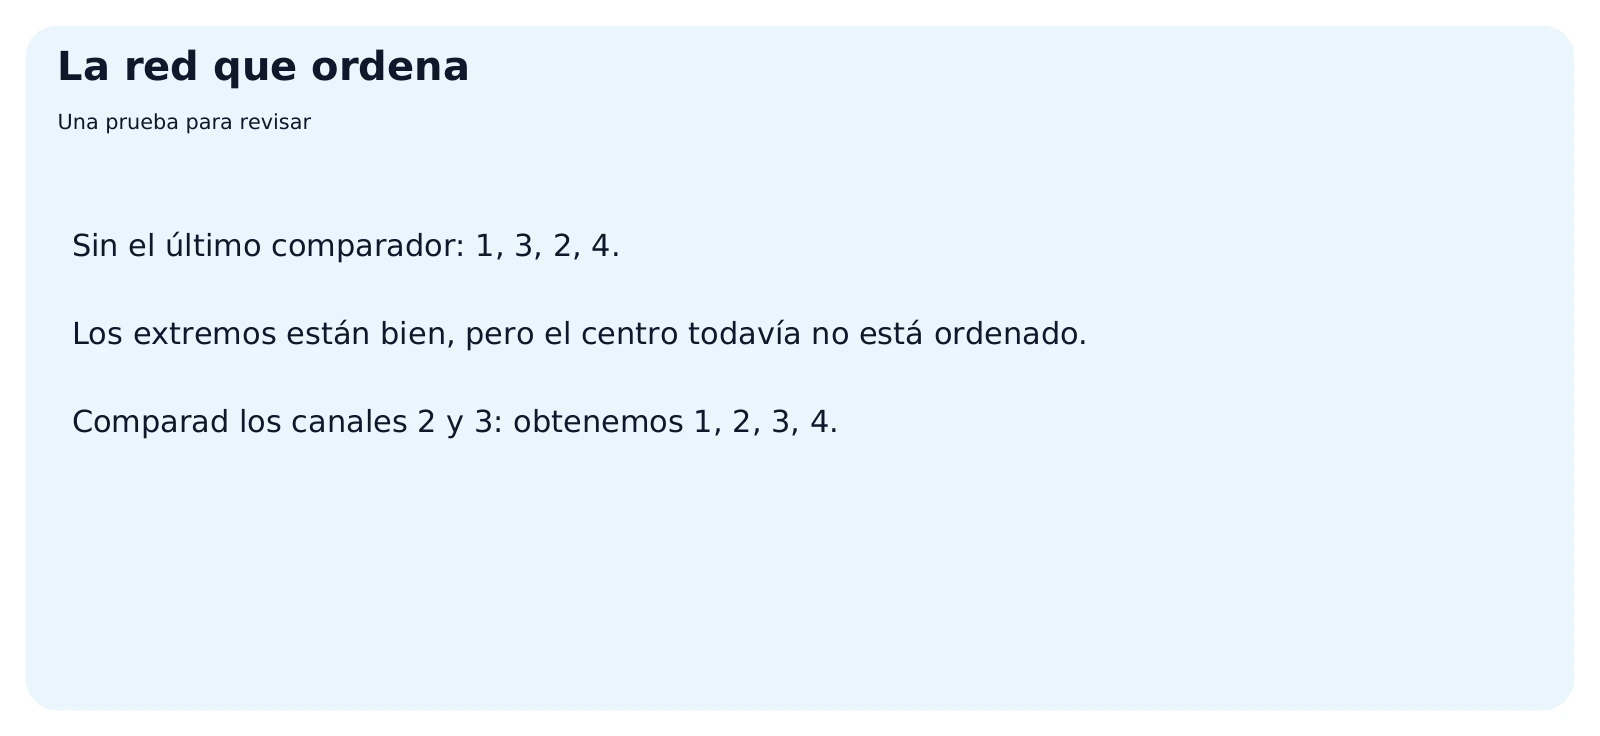 La red que ordena
Una prueba para revisar
Sin el último comparador: 1, 3, 2, 4.
Los extremos están bien, pero el centro todavía no está ordenado.
Comparad los canales 2 y 3: obtenemos 1, 2, 3, 4.